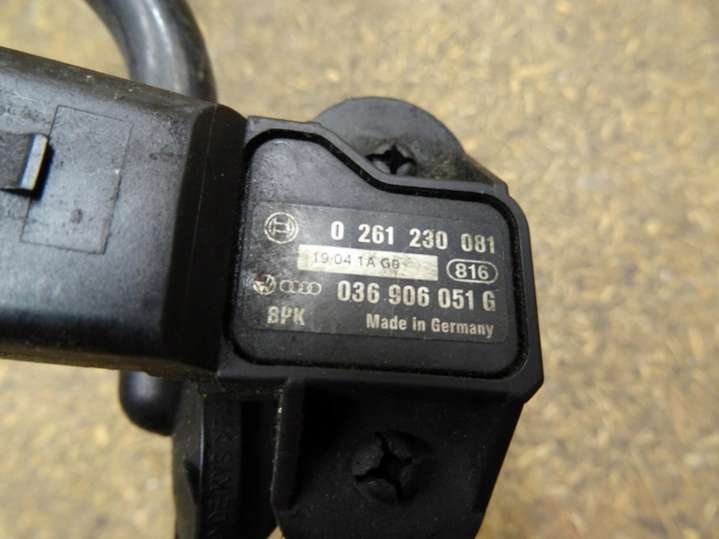 0 261 230 081
19 04 1A G8
816
036 906 051 G
BPK
Made in Germany